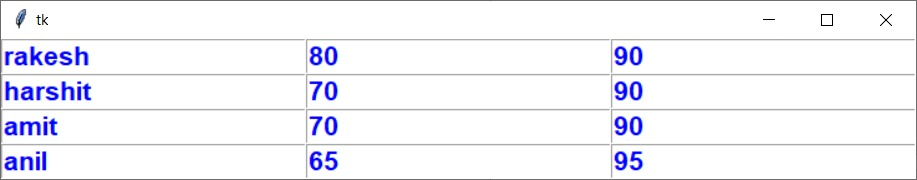 tk
rakesh 80 90
harshit 70 90
amit 70 90
anil 65 95